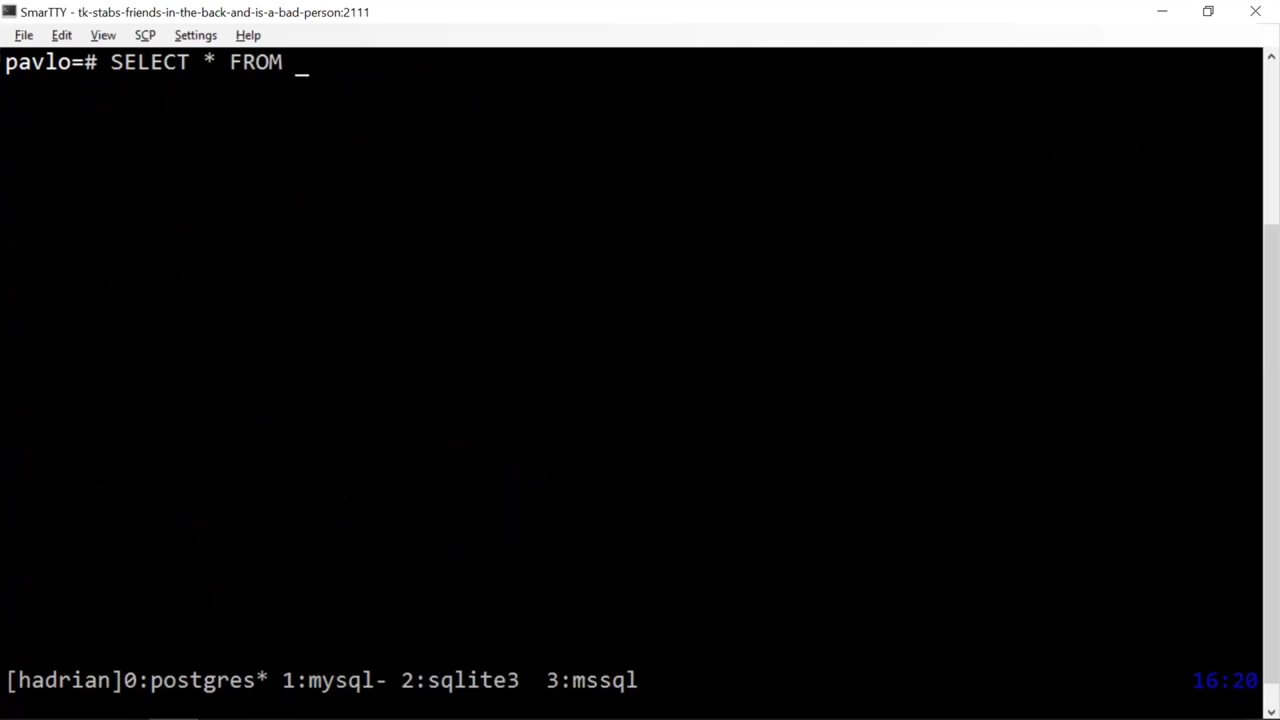 SmarTTY - tk-stabs-friends-in-the-back-and-is-a-bad-person:2111
File Edit View SCP Settings Help
pavlo=# SELECT * FROM _
[hadrian]0:postgres* 1:mysql- 2:sqlite3 3:mssql 16:20